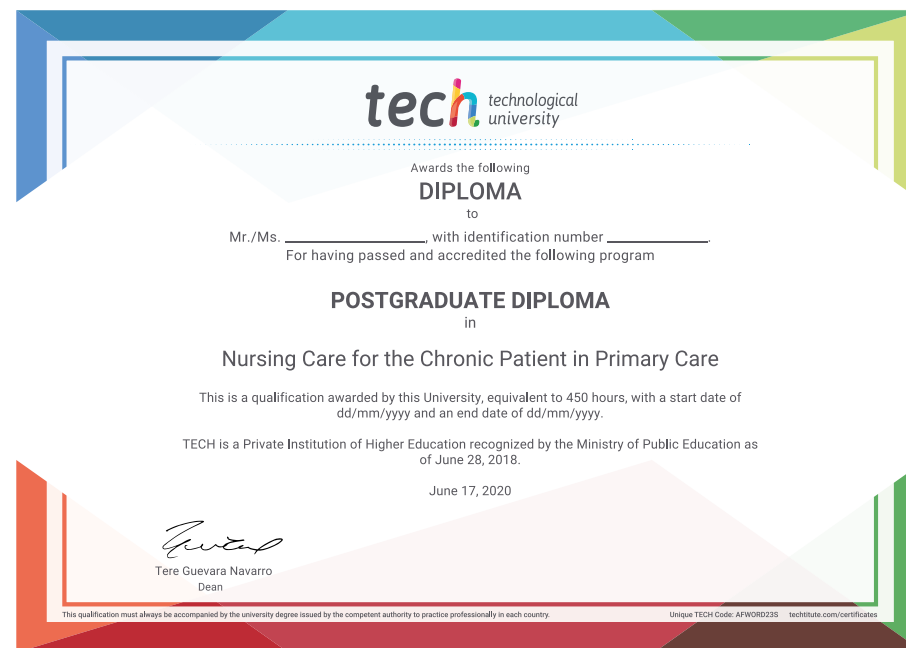 tech technological
university
Awards the following
DIPLOMA
to
Mr./Ms. ____________________, with identification number ______________.
For having passed and accredited the following program
POSTGRADUATE DIPLOMA
in
Nursing Care for the Chronic Patient in Primary Care
This is a qualification awarded by this University, equivalent to 450 hours, with a start date of
dd/mm/yyyy and an end date of dd/mm/yyyy.
TECH is a Private Institution of Higher Education recognized by the Ministry of Public Education as
of June 28, 2018.
June 17, 2020
Tere Guevara Navarro
Dean
This qualification must always be accompanied by the university degree issued by the competent authority to practice professionally in each country. Unique TECH Code: AFWORD23S techtitute.com/certificates